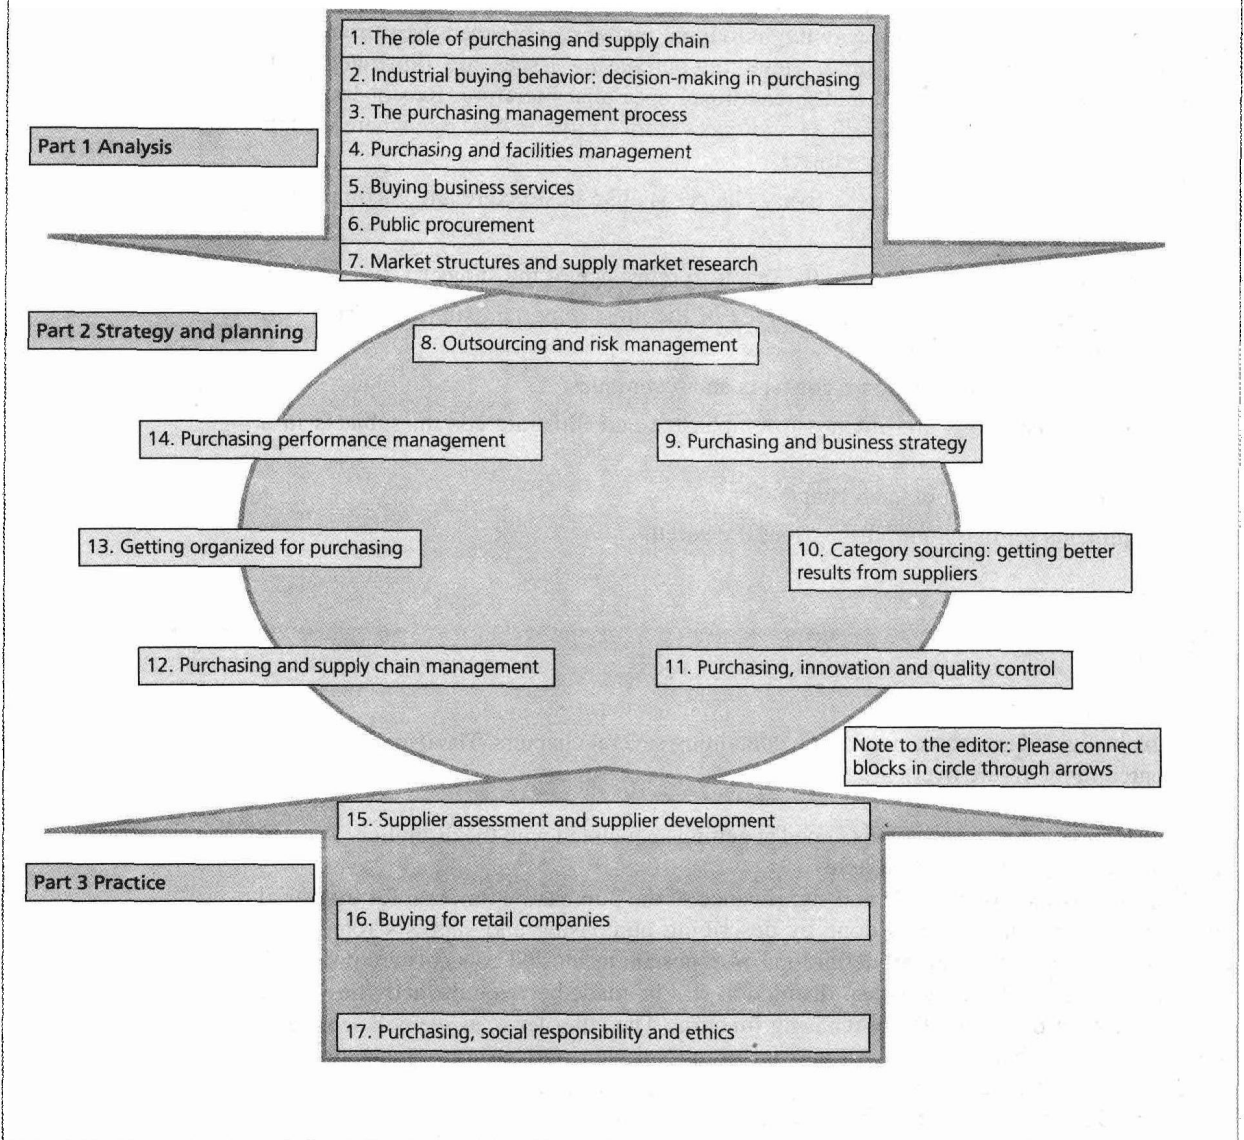 1. The role of purchasing and supply chain
2. Industrial buying behavior: decision-making in purchasing
3. The purchasing management process
Part 1 Analysis
4. Purchasing and facilities management
5. Buying business services
6. Public procurement
7. Market structures and supply market research
Part 2 Strategy and planning
8. Outsourcing and risk management
14. Purchasing performance management
9. Purchasing and business strategy
13. Getting organized for purchasing
10. Category sourcing: getting better
results from suppliers
12. Purchasing and supply chain management
11. Purchasing, innovation and quality control
Note to the editor: Please connect
blocks in circle through arrows
15. Supplier assessment and supplier development
Part 3 Practice
16. Buying for retail companies
17. Purchasing, social responsibility and ethics